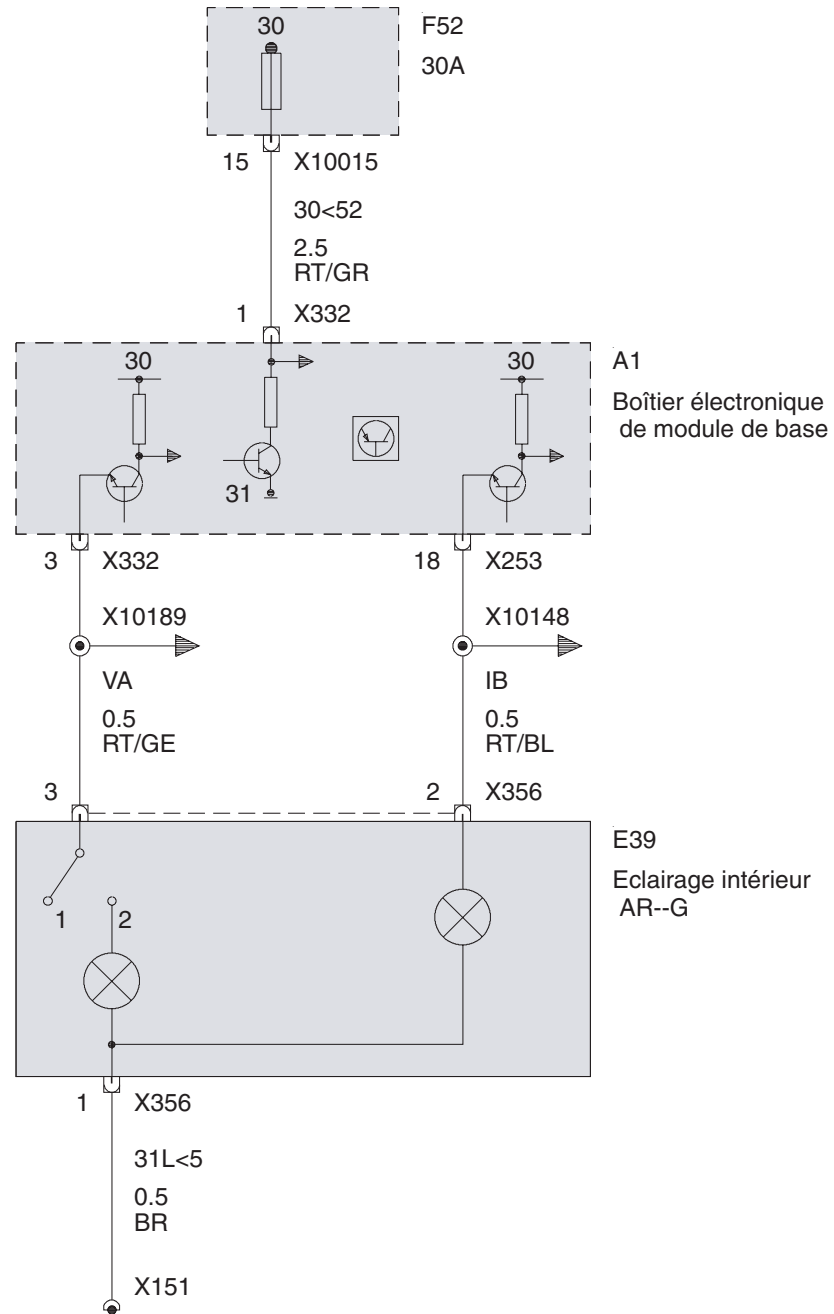 30
F52
30A
15 X10015
30<52
2.5
RT/GR
1 X332
30
30
A1
Boîtier électronique
de module de base
31
3 X332
18 X253
X10189
X10148
VA
IB
0.5
RT/GE
0.5
RT/BL
3
2 X356
E39
Eclairage intérieur
AR--G
1
2
1 X356
31L<5
0.5
BR
X151